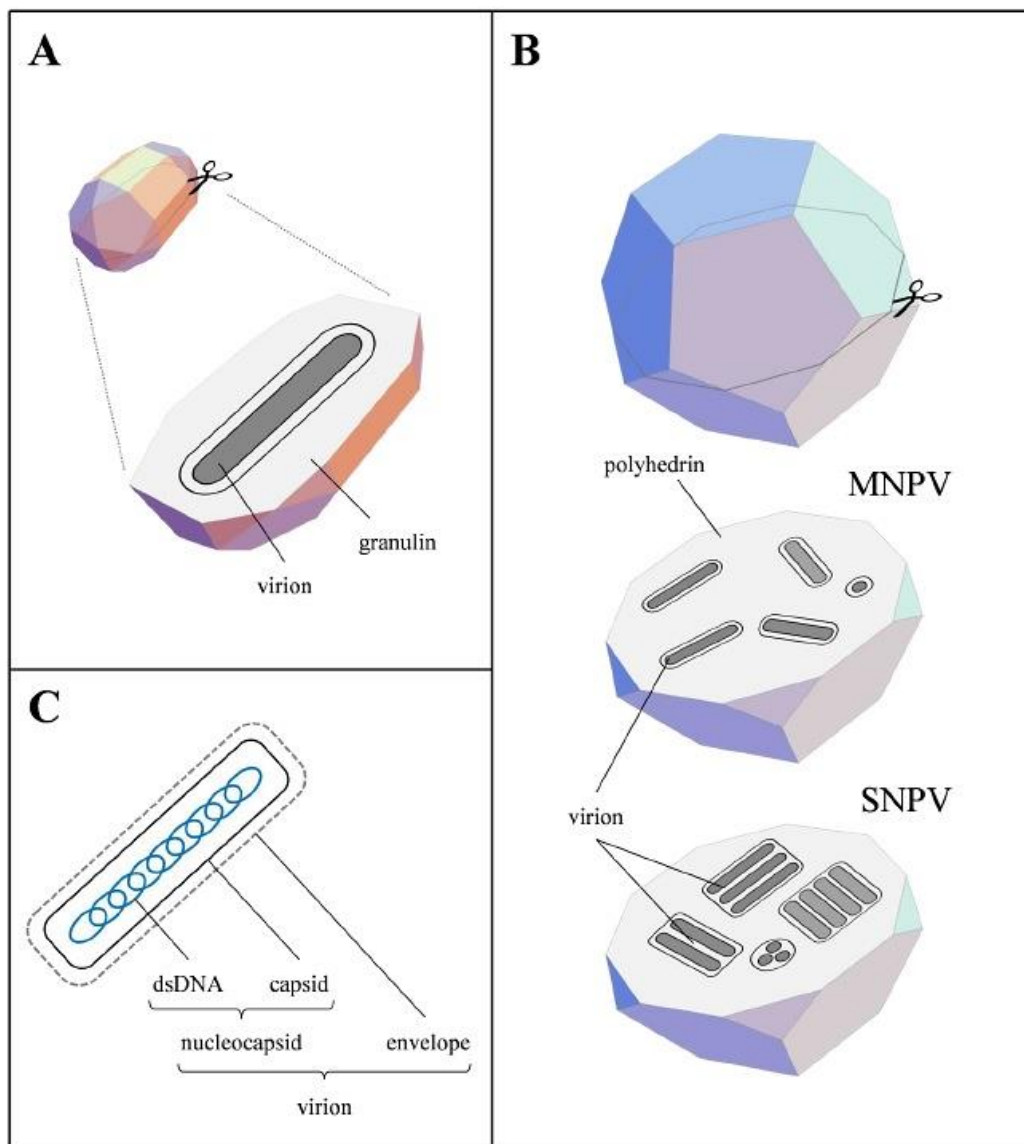 A
granulin
virion
B
polyhedrin
MNPV
virion
SNPV
C
dsDNA capsid
nucleocapsid envelope
virion